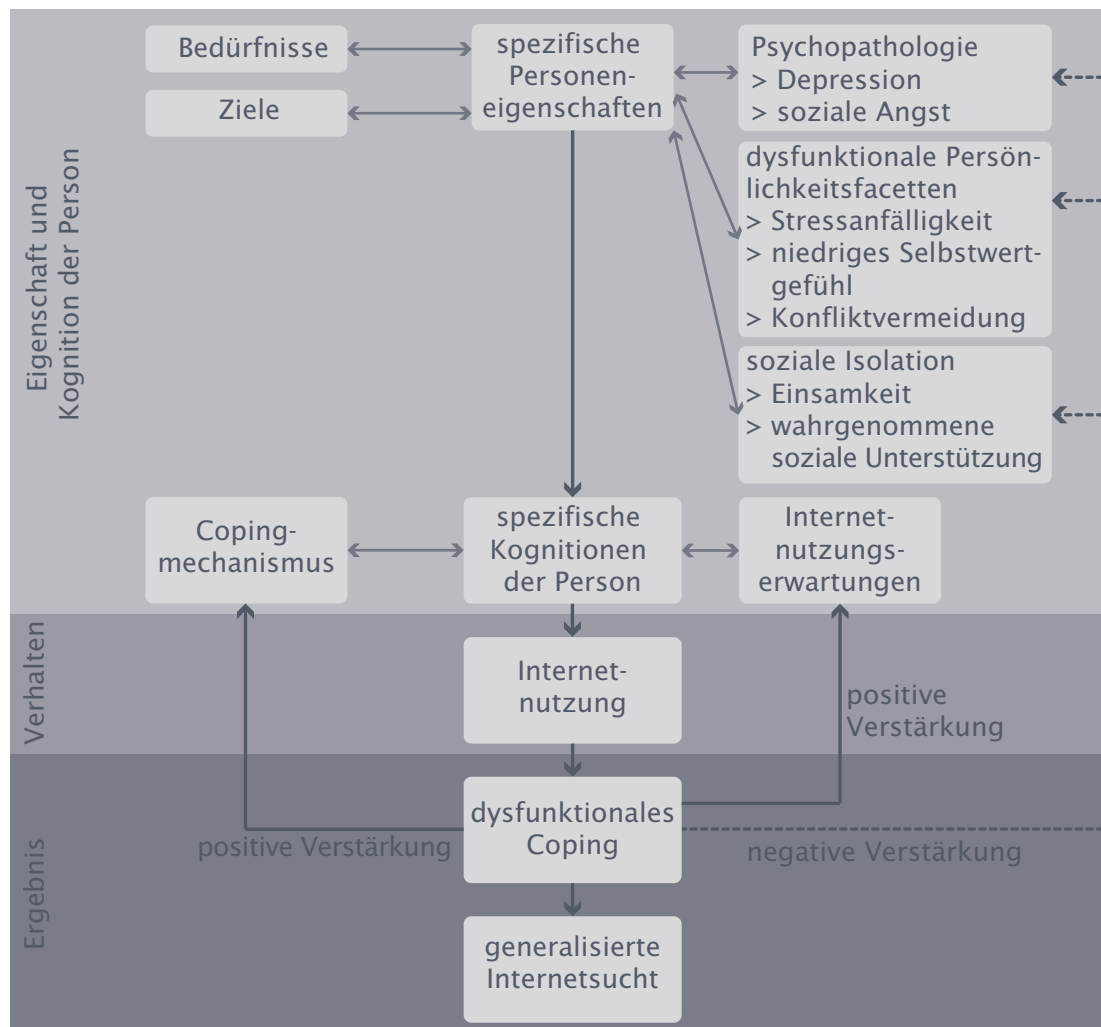 Eigenschaft und
Kognition der Person
Bedürfnisse
Ziele
spezifische
Personen-
eigenschaften
Psychopathologie
> Depression
> soziale Angst
dysfunktionale Persön-
lichkeitsfacetten
> Stressanfälligkeit
> niedriges Selbstwert-
gefühl
> Konfliktvermeidung
soziale Isolation
> Einsamkeit
> wahrgenommene
soziale Unterstützung
Coping-
mechanismus
spezifische
Kognitionen
der Person
Internet-
nutzungs-
erwartungen
Verhalten
Internet-
nutzung
positive
Verstärkung
Ergebnis
dysfunktionales
Coping
positive Verstärkung
negative Verstärkung
generalisierte
Internetsucht